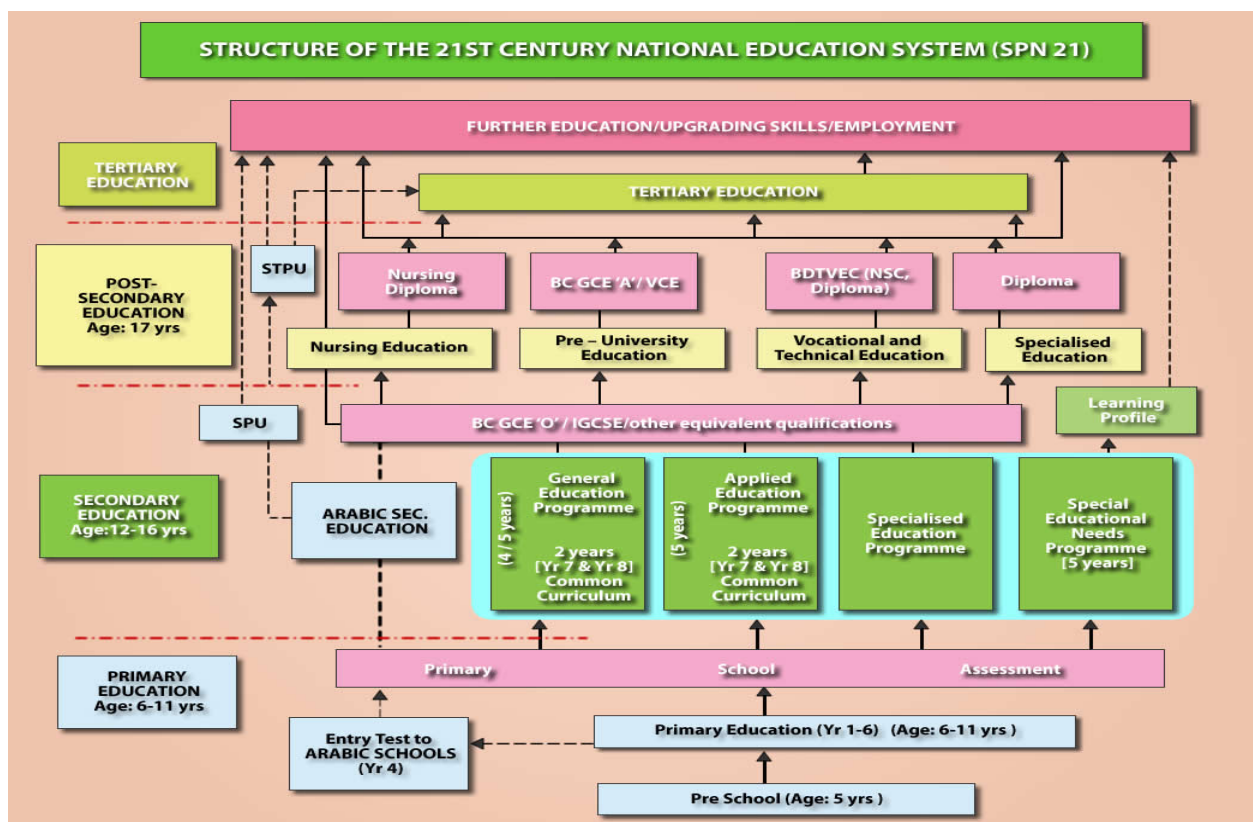 STRUCTURE OF THE 21ST CENTURY NATIONAL EDUCATION SYSTEM (SPN 21)
FURTHER EDUCATION/UPGRADING SKILLS/EMPLOYMENT
TERTIARY
EDUCATION
TERTIARY EDUCATION
POST-
SECONDARY
EDUCATION
Age: 17 yrs
STPU
Nursing
Diploma
BC GCE 'A'/ VCE
BDTVEC (NSC,
Diploma)
Diploma
Nursing Education
Pre – University
Education
Vocational and
Technical Education
Specialised
Education
SPU
BC GCE 'O' / IGCSE/other equivalent qualifications
Learning
Profile
SECONDARY
EDUCATION
Age:12-16 yrs
ARABIC SEC.
EDUCATION
(4 / 5 years)
General
Education
Programme
2 years
[Yr 7 & Yr 8]
Common
Curriculum
(5 years)
Applied
Education
Programme
2 years
[Yr 7 & Yr 8]
Common
Curriculum
Specialised
Education
Programme
Special
Educational
Needs
Programme
[5 years]
PRIMARY
EDUCATION
Age: 6-11 yrs
Primary School Assessment
Entry Test to
ARABIC SCHOOLS
(Yr 4)
Primary Education (Yr 1-6) (Age: 6-11 yrs )
Pre School (Age: 5 yrs )